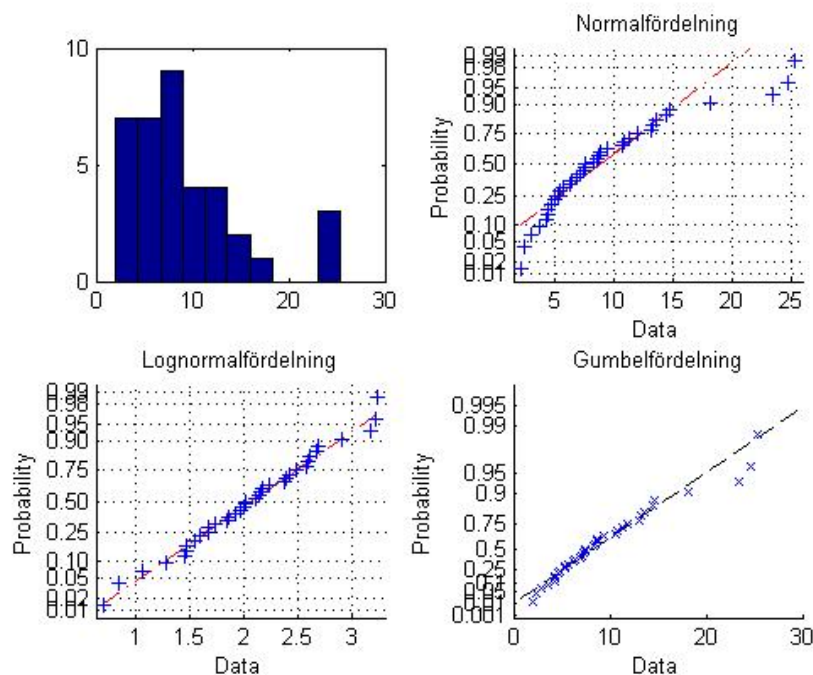 10
5
0
0 10 20 30
Normalfördelning
Probability
0.99
0.98
0.95
0.90
0.75
0.50
0.25
0.10
0.05
0.02
0.01
5 10 15 20 25
Data
Lognormalfördelning
Probability
0.99
0.98
0.95
0.90
0.75
0.50
0.25
0.10
0.05
0.02
0.01
1 1.5 2 2.5 3
Data
Gumbelfördelning
Probability
0.995
0.99
0.95
0.9
0.75
0.5
0.25
0.001
0 10 20 30
Data